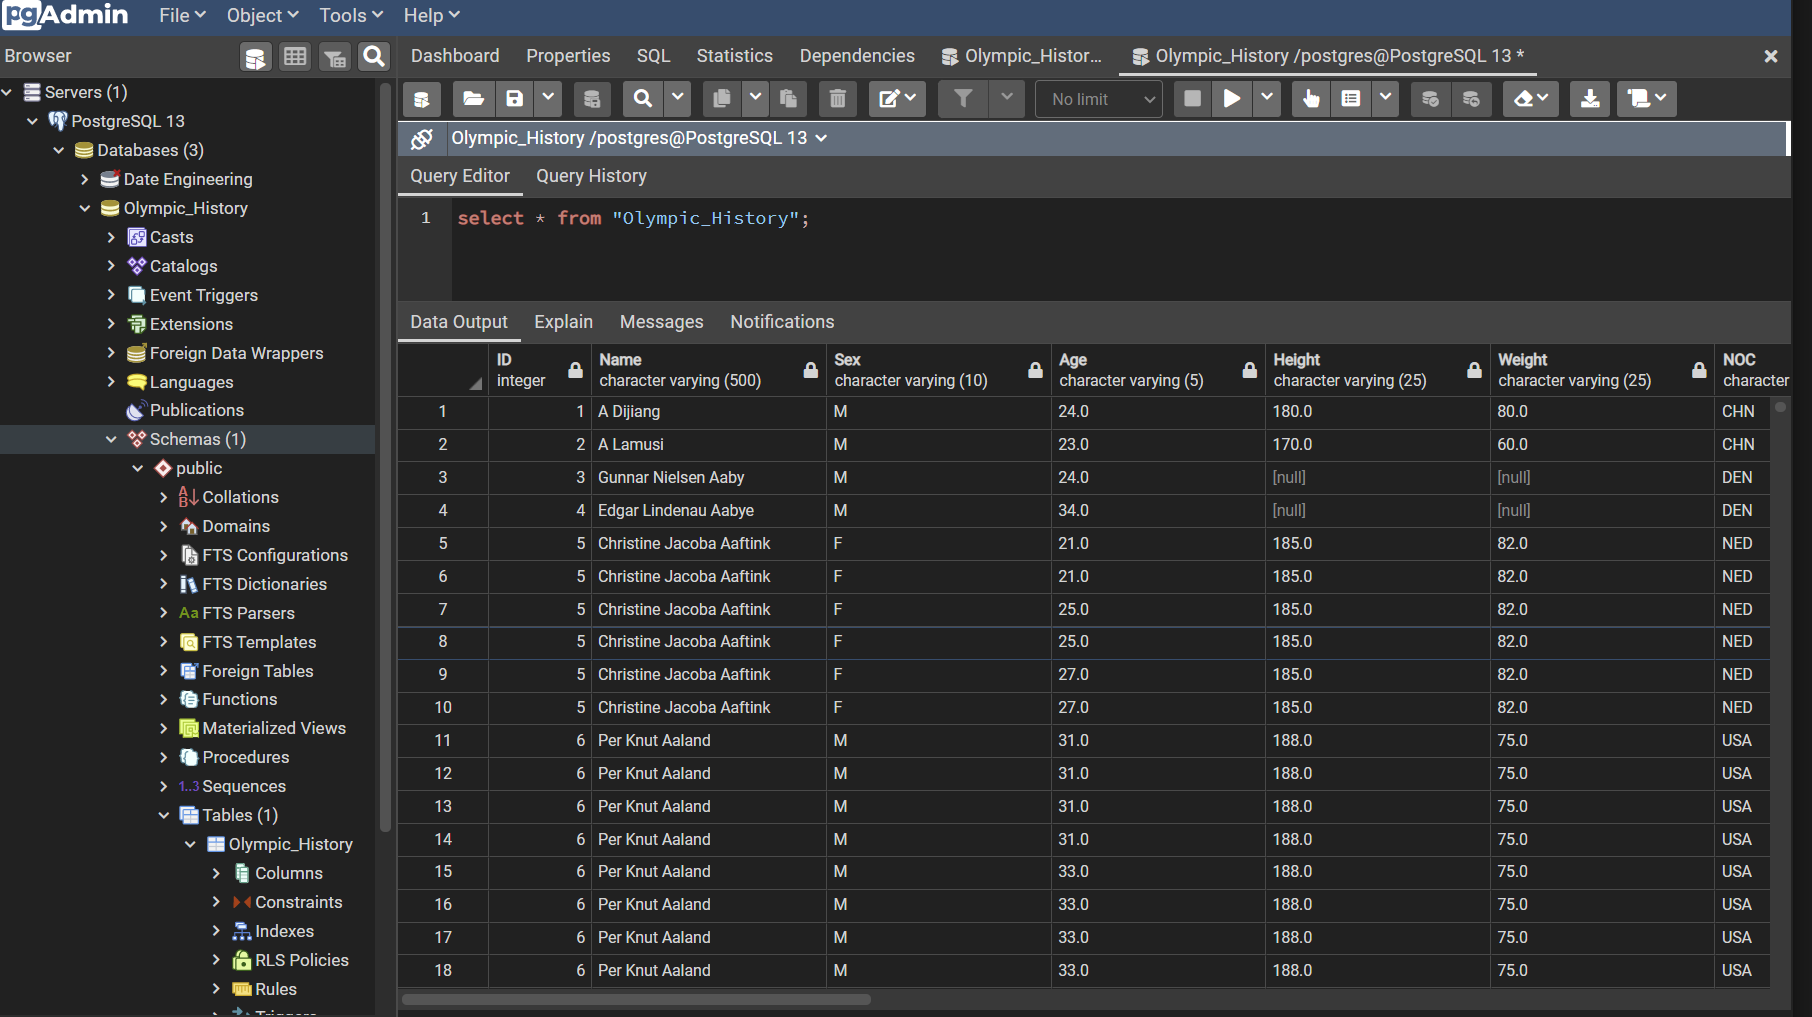 pgAdmin File Object Tools Help
Browser
Dashboard Properties SQL Statistics Dependencies Olympic_Histor... Olympic_History /postgres@PostgreSQL 13 *
No limit
Servers (1)
PostgreSQL 13
Databases (3)
Date Engineering
Olympic_History
Casts
Catalogs
Event Triggers
Extensions
Foreign Data Wrappers
Languages
Publications
Schemas (1)
public
Collations
Domains
FTS Configurations
FTS Dictionaries
Aa FTS Parsers
FTS Templates
Foreign Tables
Functions
Materialized Views
Procedures
1..3 Sequences
Tables (1)
Olympic_History
Columns
Constraints
Indexes
RLS Policies
Rules
Triggers
Olympic_History /postgres@PostgreSQL 13
Query Editor Query History
1 select * from "Olympic_History";
Data Output Explain Messages Notifications
ID Name Sex Age Height Weight NOC
integer character varying (500) character varying (10) character varying (5) character varying (25) character varying (25) character
1 1 A Dijiang M 24.0 180.0 80.0 CHN
2 2 A Lamusi M 23.0 170.0 60.0 CHN
3 3 Gunnar Nielsen Aaby M 24.0 [null] [null] DEN
4 4 Edgar Lindenau Aabye M 34.0 [null] [null] DEN
5 5 Christine Jacoba Aaftink F 21.0 185.0 82.0 NED
6 5 Christine Jacoba Aaftink F 21.0 185.0 82.0 NED
7 5 Christine Jacoba Aaftink F 25.0 185.0 82.0 NED
8 5 Christine Jacoba Aaftink F 25.0 185.0 82.0 NED
9 5 Christine Jacoba Aaftink F 27.0 185.0 82.0 NED
10 5 Christine Jacoba Aaftink F 27.0 185.0 82.0 NED
11 6 Per Knut Aaland M 31.0 188.0 75.0 USA
12 6 Per Knut Aaland M 31.0 188.0 75.0 USA
13 6 Per Knut Aaland M 31.0 188.0 75.0 USA
14 6 Per Knut Aaland M 31.0 188.0 75.0 USA
15 6 Per Knut Aaland M 33.0 188.0 75.0 USA
16 6 Per Knut Aaland M 33.0 188.0 75.0 USA
17 6 Per Knut Aaland M 33.0 188.0 75.0 USA
18 6 Per Knut Aaland M 33.0 188.0 75.0 USA